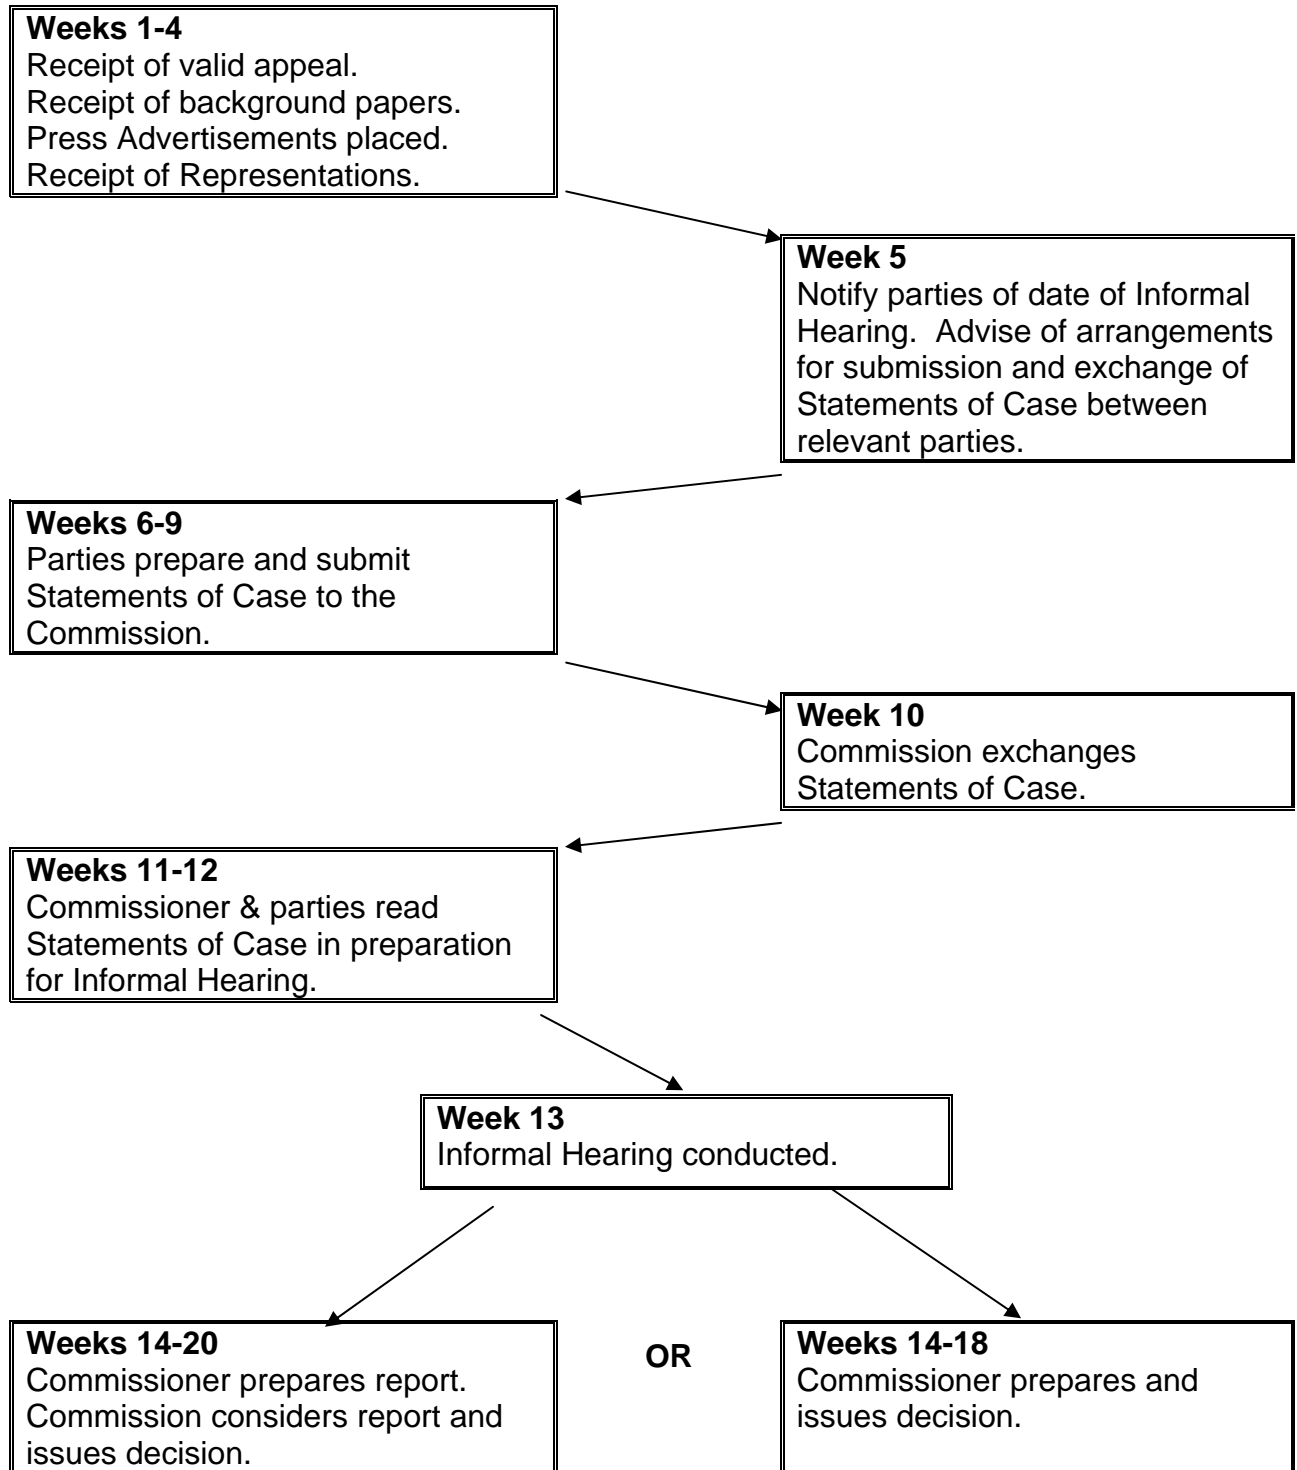 Weeks 1-4
Receipt of valid appeal.
Receipt of background papers.
Press Advertisements placed.
Receipt of Representations.
Week 5
Notify parties of date of Informal
Hearing.  Advise of arrangements
for submission and exchange of
Statements of Case between
relevant parties.
Weeks 6-9
Parties prepare and submit
Statements of Case to the
Commission.
Week 10
Commission exchanges
Statements of Case.
Weeks 11-12
Commissioner & parties read
Statements of Case in preparation
for Informal Hearing.
Week 13
Informal Hearing conducted.
Weeks 14-20
Commissioner prepares report.
Commission considers report and
issues decision.
OR
Weeks 14-18
Commissioner prepares and
issues decision.